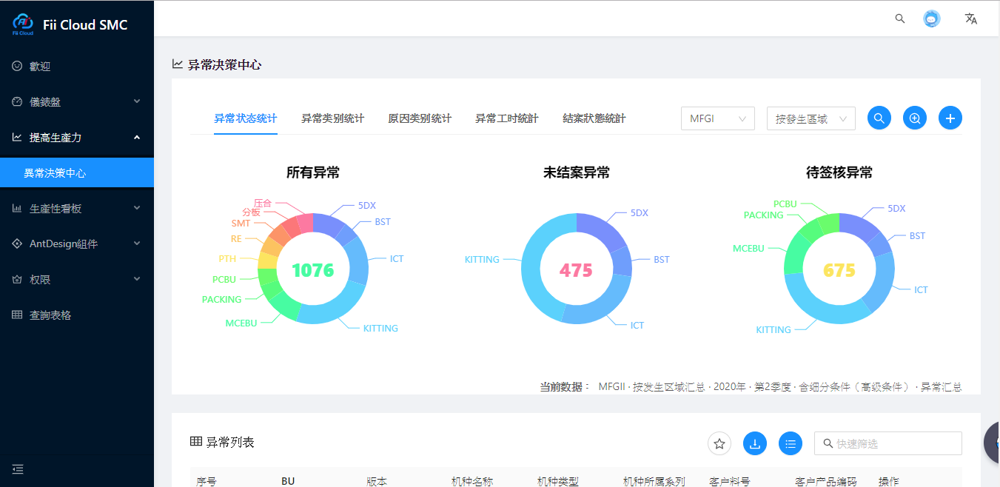 Fii Cloud
Fii Cloud SMC
歡迎
儀錶盤
提高生產力
異常決策中心
生產性看板
AntDesign組件
权限
查詢表格
异常决策中心
异常状态统计 异常类别统计 原因类别统计 异常工时統計 結案狀態統計 MFGI 按發生區域
所有异常
压合
分板
SMT
RE
PTH
PCBU
PACKING
MCEBU
5DX
BST
ICT
KITTING
1076
未结案异常
KITTING
5DX
BST
ICT
475
待签核异常
PCBU
PACKING
MCEBU
KITTING
5DX
BST
ICT
675
当前数据： MFGII · 按发生区域汇总 · 2020年 · 第2季度 · 含细分条件（高级条件） · 异常汇总
异常列表
快速筛选
序号 BU 版本 机种名称 机种类型 机种所属系列 客户料号 客户产品编码 操作